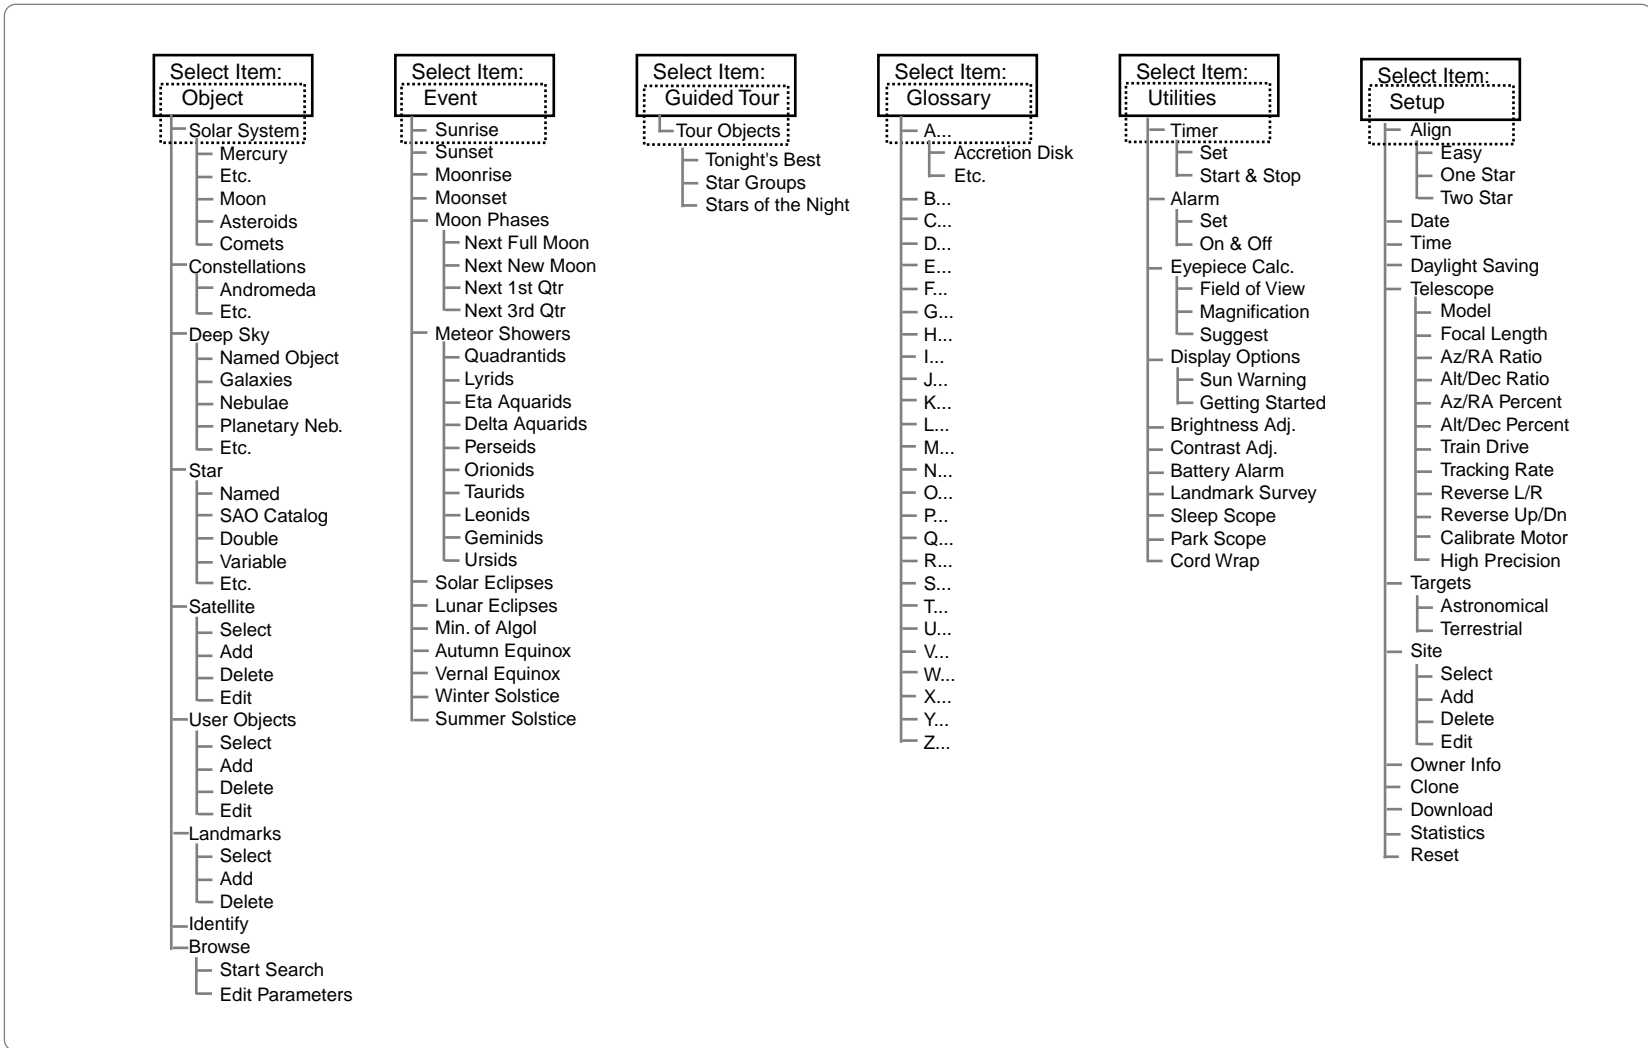 Select Item:
Object
Solar System
Mercury
Etc.
Moon
Asteroids
Comets
Constellations
Andromeda
Etc.
Deep Sky
Named Object
Galaxies
Nebulae
Planetary Neb.
Etc.
Star
Named
SAO Catalog
Double
Variable
Etc.
Satellite
Select
Add
Delete
Edit
User Objects
Select
Add
Delete
Edit
Landmarks
Select
Add
Delete
Identify
Browse
Start Search
Edit Parameters
Select Item:
Event
Sunrise
Sunset
Moonrise
Moonset
Moon Phases
Next Full Moon
Next New Moon
Next 1st Qtr
Next 3rd Qtr
Meteor Showers
Quadrantids
Lyrids
Eta Aquarids
Delta Aquarids
Perseids
Orionids
Taurids
Leonids
Geminids
Ursids
Solar Eclipses
Lunar Eclipses
Min. of Algol
Autumn Equinox
Vernal Equinox
Winter Solstice
Summer Solstice
Select Item:
Guided Tour
Tour Objects
Tonight's Best
Star Groups
Stars of the Night
Select Item:
Glossary
A...
Accretion Disk
Etc.
B...
C...
D...
E...
F...
G...
H...
I...
J...
K...
L...
M...
N...
O...
P...
Q...
R...
S...
T...
U...
V...
W...
X...
Y...
Z...
Select Item:
Utilities
Timer
Set
Start & Stop
Alarm
Set
On & Off
Eyepiece Calc.
Field of View
Magnification
Suggest
Display Options
Sun Warning
Getting Started
Brightness Adj.
Contrast Adj.
Battery Alarm
Landmark Survey
Sleep Scope
Park Scope
Cord Wrap
Select Item:
Setup
Align
Easy
One Star
Two Star
Date
Time
Daylight Saving
Telescope
Model
Focal Length
Az/RA Ratio
Alt/Dec Ratio
Az/RA Percent
Alt/Dec Percent
Train Drive
Tracking Rate
Reverse L/R
Reverse Up/Dn
Calibrate Motor
High Precision
Targets
Astronomical
Terrestrial
Site
Select
Add
Delete
Edit
Owner Info
Clone
Download
Statistics
Reset